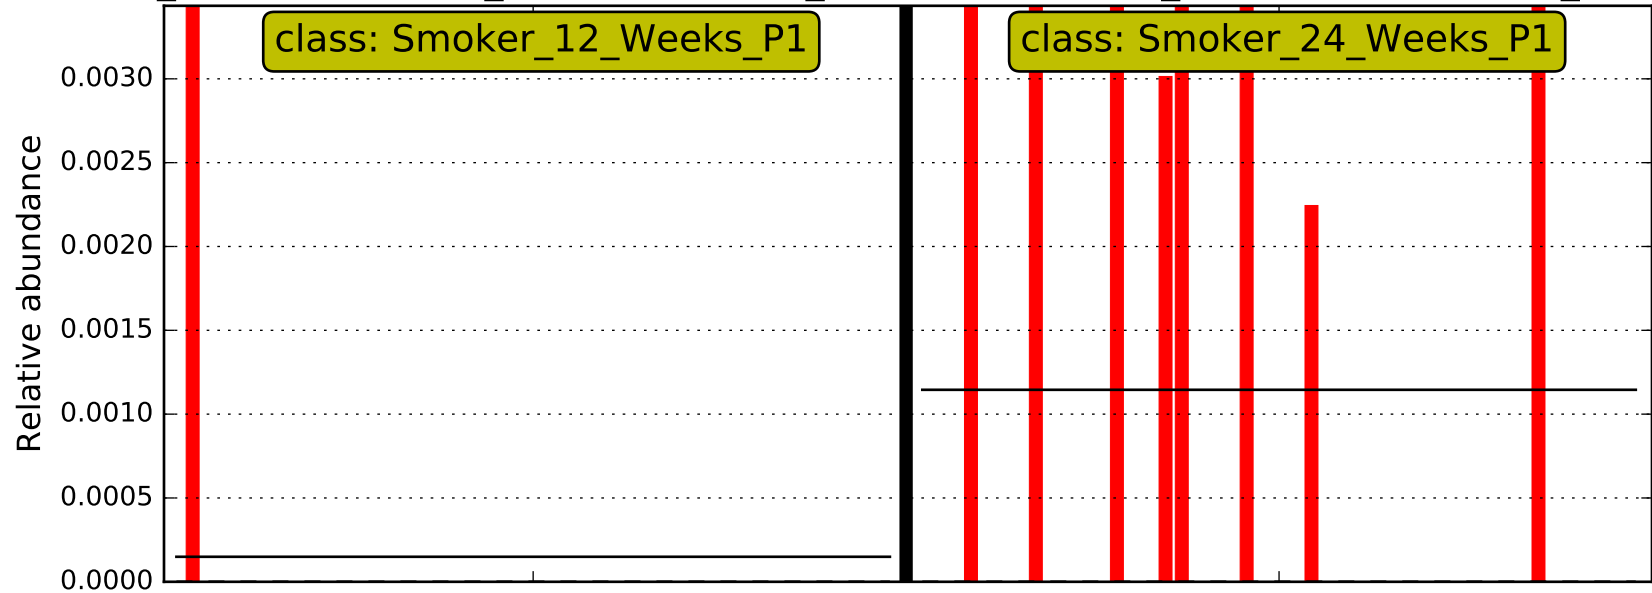 class: Smoker_12_Weeks_P1
class: Smoker_24_Weeks_P1
Relative abundance
0.0030
0.0025
0.0020
0.0015
0.0010
0.0005
0.0000